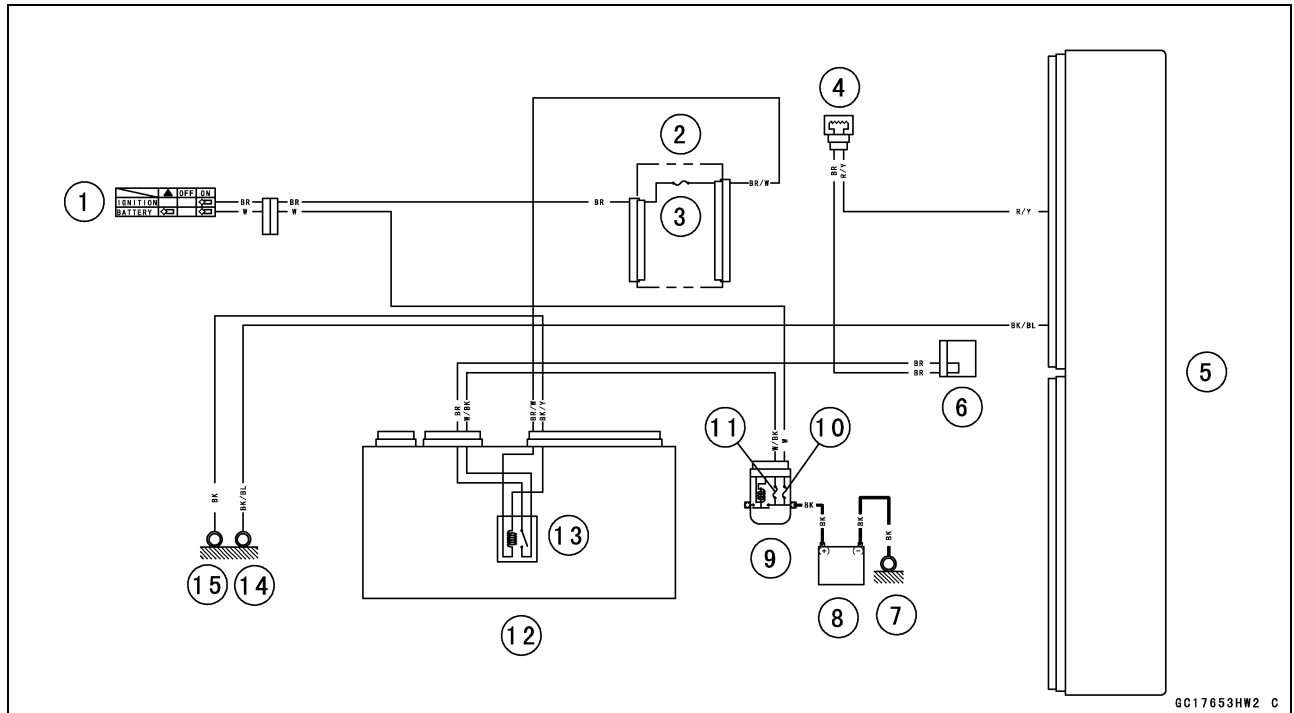 4
2
BR
R/Y
BR/W
▲ OFF ON
1
IGNITION
BATTERY
BR
BR
BR
W
W
3
R/Y
BK/BL
BR
BR
5
6
BR
W/BK
BR/W
BK/Y
11
10
W/BK
W
BK
BK/BL
BK
BK
BK
BK
(+)
(-)
13
9
15
14
8
7
12
GC17653HW2 C